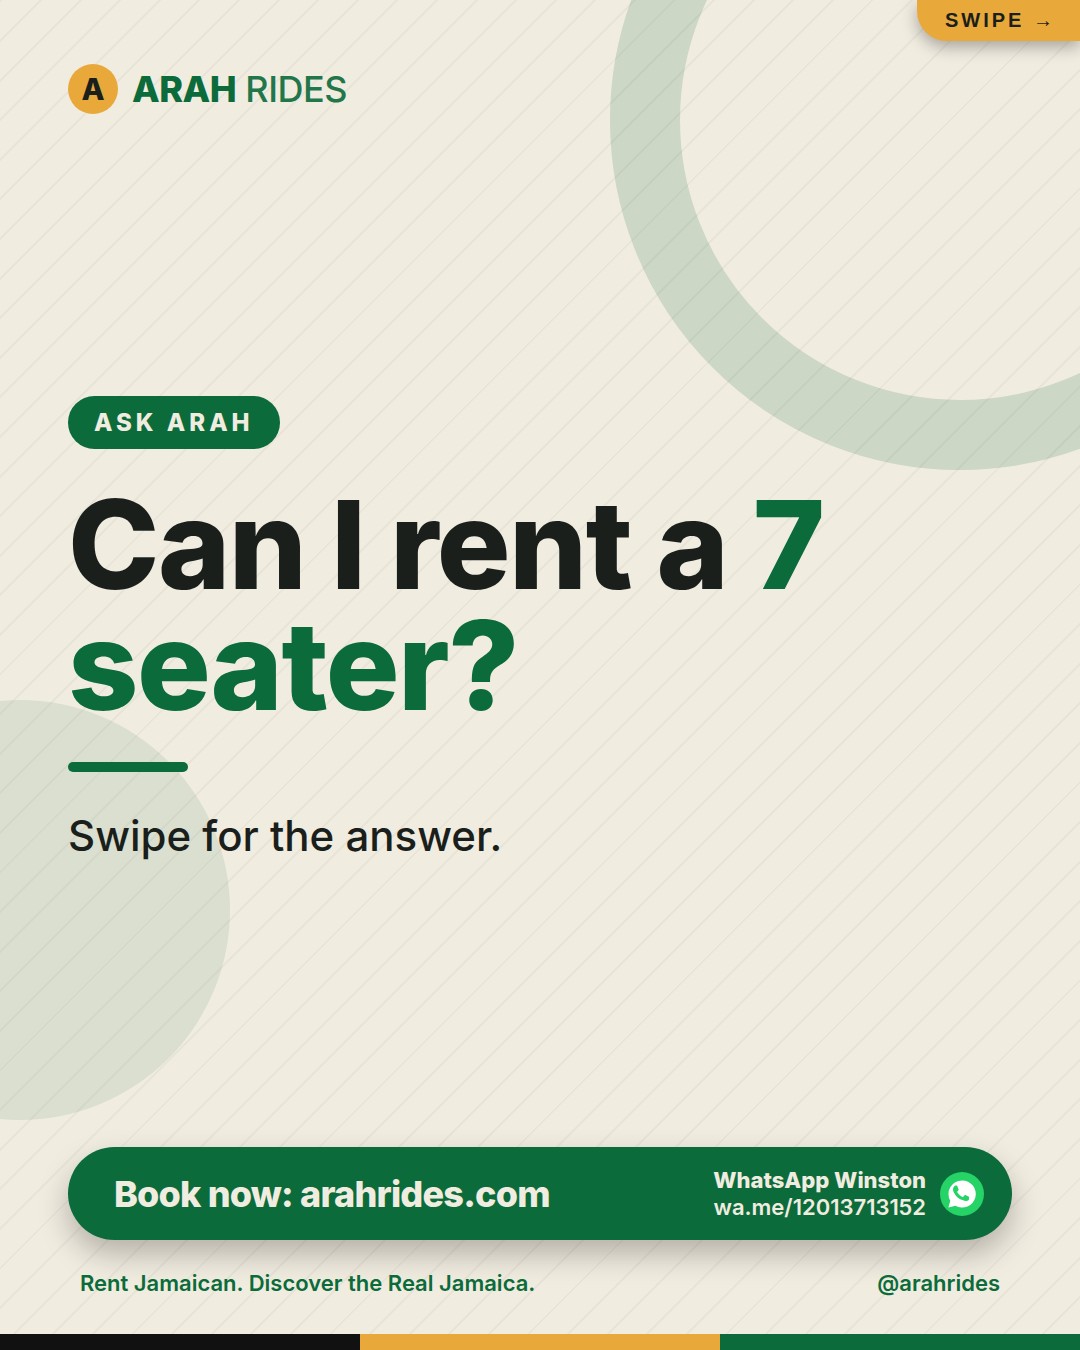 SWIPE →
A ARAH RIDES
ASK ARAH
Can I rent a 7
seater?
Swipe for the answer.
Book now: arahrides.com
WhatsApp Winston
wa.me/12013713152
Rent Jamaican. Discover the Real Jamaica.
@arahrides